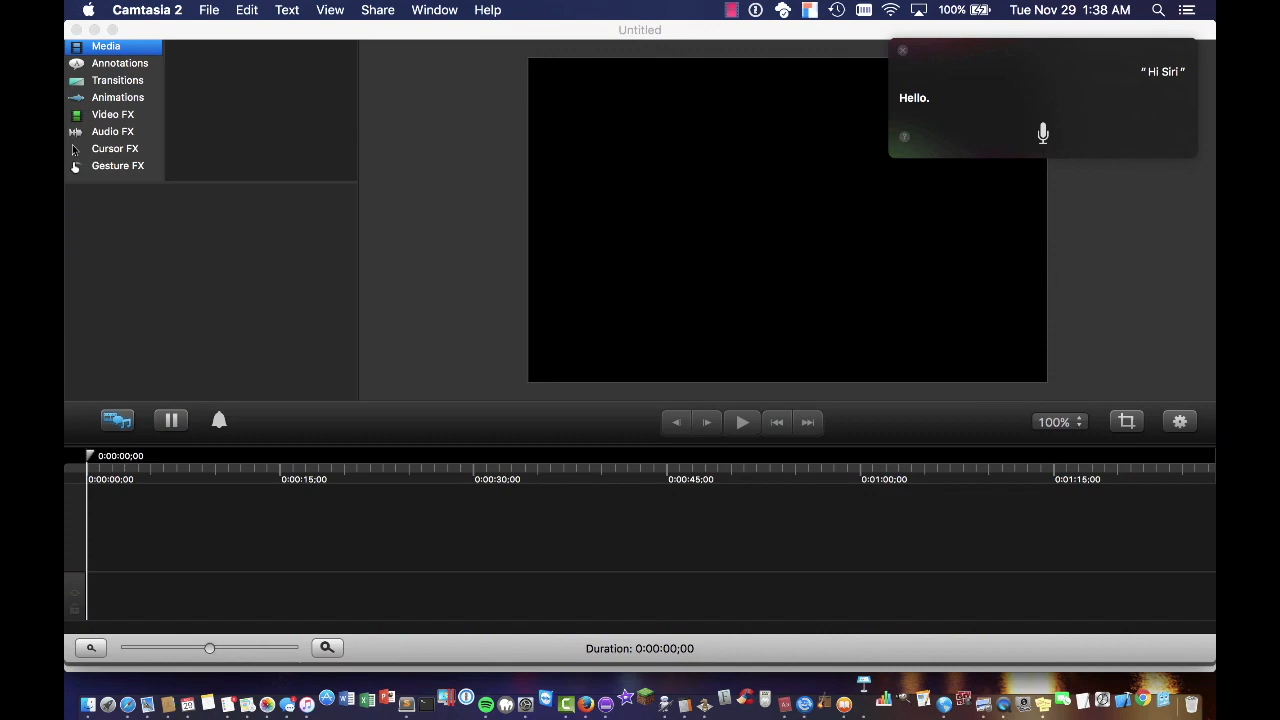 Camtasia 2 File Edit Text View Share Window Help 100% Tue Nov 29 1:38 AM
Untitled
Media
Annotations
Transitions
Animations
Video FX
Audio FX
Cursor FX
Gesture FX
“ Hi Siri ”
Hello.
?
100%
0:00:00;00
0:00:00;00 0:00:15;00 0:00:30;00 0:00:45;00 0:01:00;00 0:01:15;00
Duration: 0:00:00;00